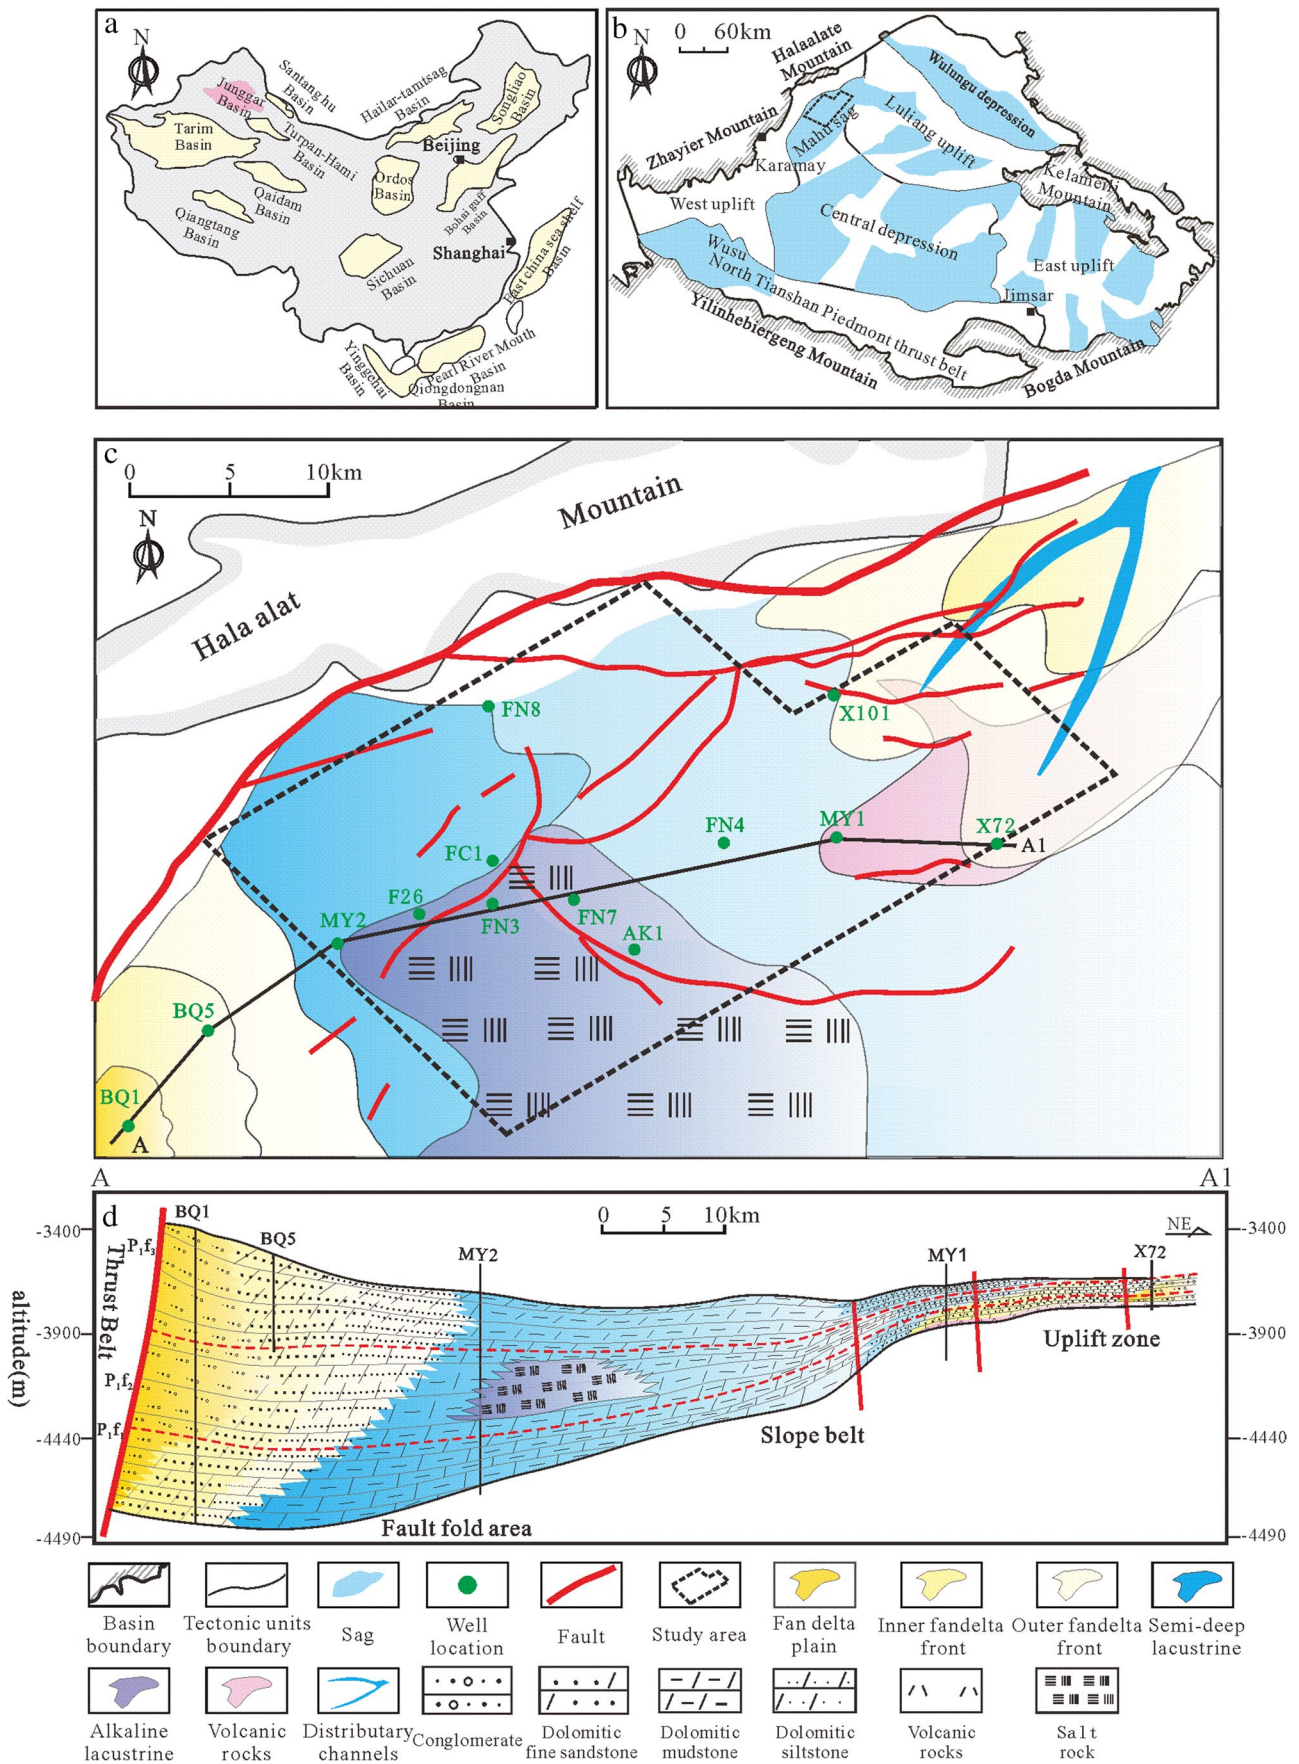 a
N
Junggar
Basin
Santang hu
Basin
Hailar-tamtsag
Basin
Songliao
Basin
Tarim
Basin
Turpan-Hami
Basin
Beijing
Ordos
Basin
Bohai gulf
Basin
Qaidam
Basin
Qiangtang
Basin
Shanghai
Sichuan
Basin
East china sea shelf
Basin
Yinggehai
Basin
Pearl River Mouth
Basin
Qiongdongnan
Basin
b
N
0 60km
Halaalate
Mountain
Wulungu depression
Zhayier Mountain
Mahu sag
Luliang uplift
Karamay
Kelameili
Mountain
West uplift
Central depression
Wusu
East uplift
North Tianshan Piedmont thrust belt
Jimsar
Yilinhebiergeng Mountain
Bogda Mountain
c
0 5 10km
N
Hala alat
Mountain
FN8
X101
FN4
MY1
X72
A1
FC1
F26
MY2
FN3
FN7
AK1
BQ5
BQ1
A
A
A1
d
0 5 10km
NE
BQ1
BQ5
MY2
MY1
X72
-3400
-3900
-4440
-4490
altitude(m)
Thrust Belt
P₁f₃
P₁f₂
P₁f₁
-3400
-3900
-4440
-4490
Uplift zone
Slope belt
Fault fold area
Basin
boundary
Tectonic units
boundary
Sag
Well
location
Fault
Study area
Fan delta
plain
Inner fandelta
front
Outer fandelta
front
Semi-deep
lacustrine
Alkaline
lacustrine
Volcanic
rocks
Distributary
channels
Conglomerate
Dolomitic
fine sandstone
Dolomitic
mudstone
Dolomitic
siltstone
Volcanic
rocks
Salt
rock